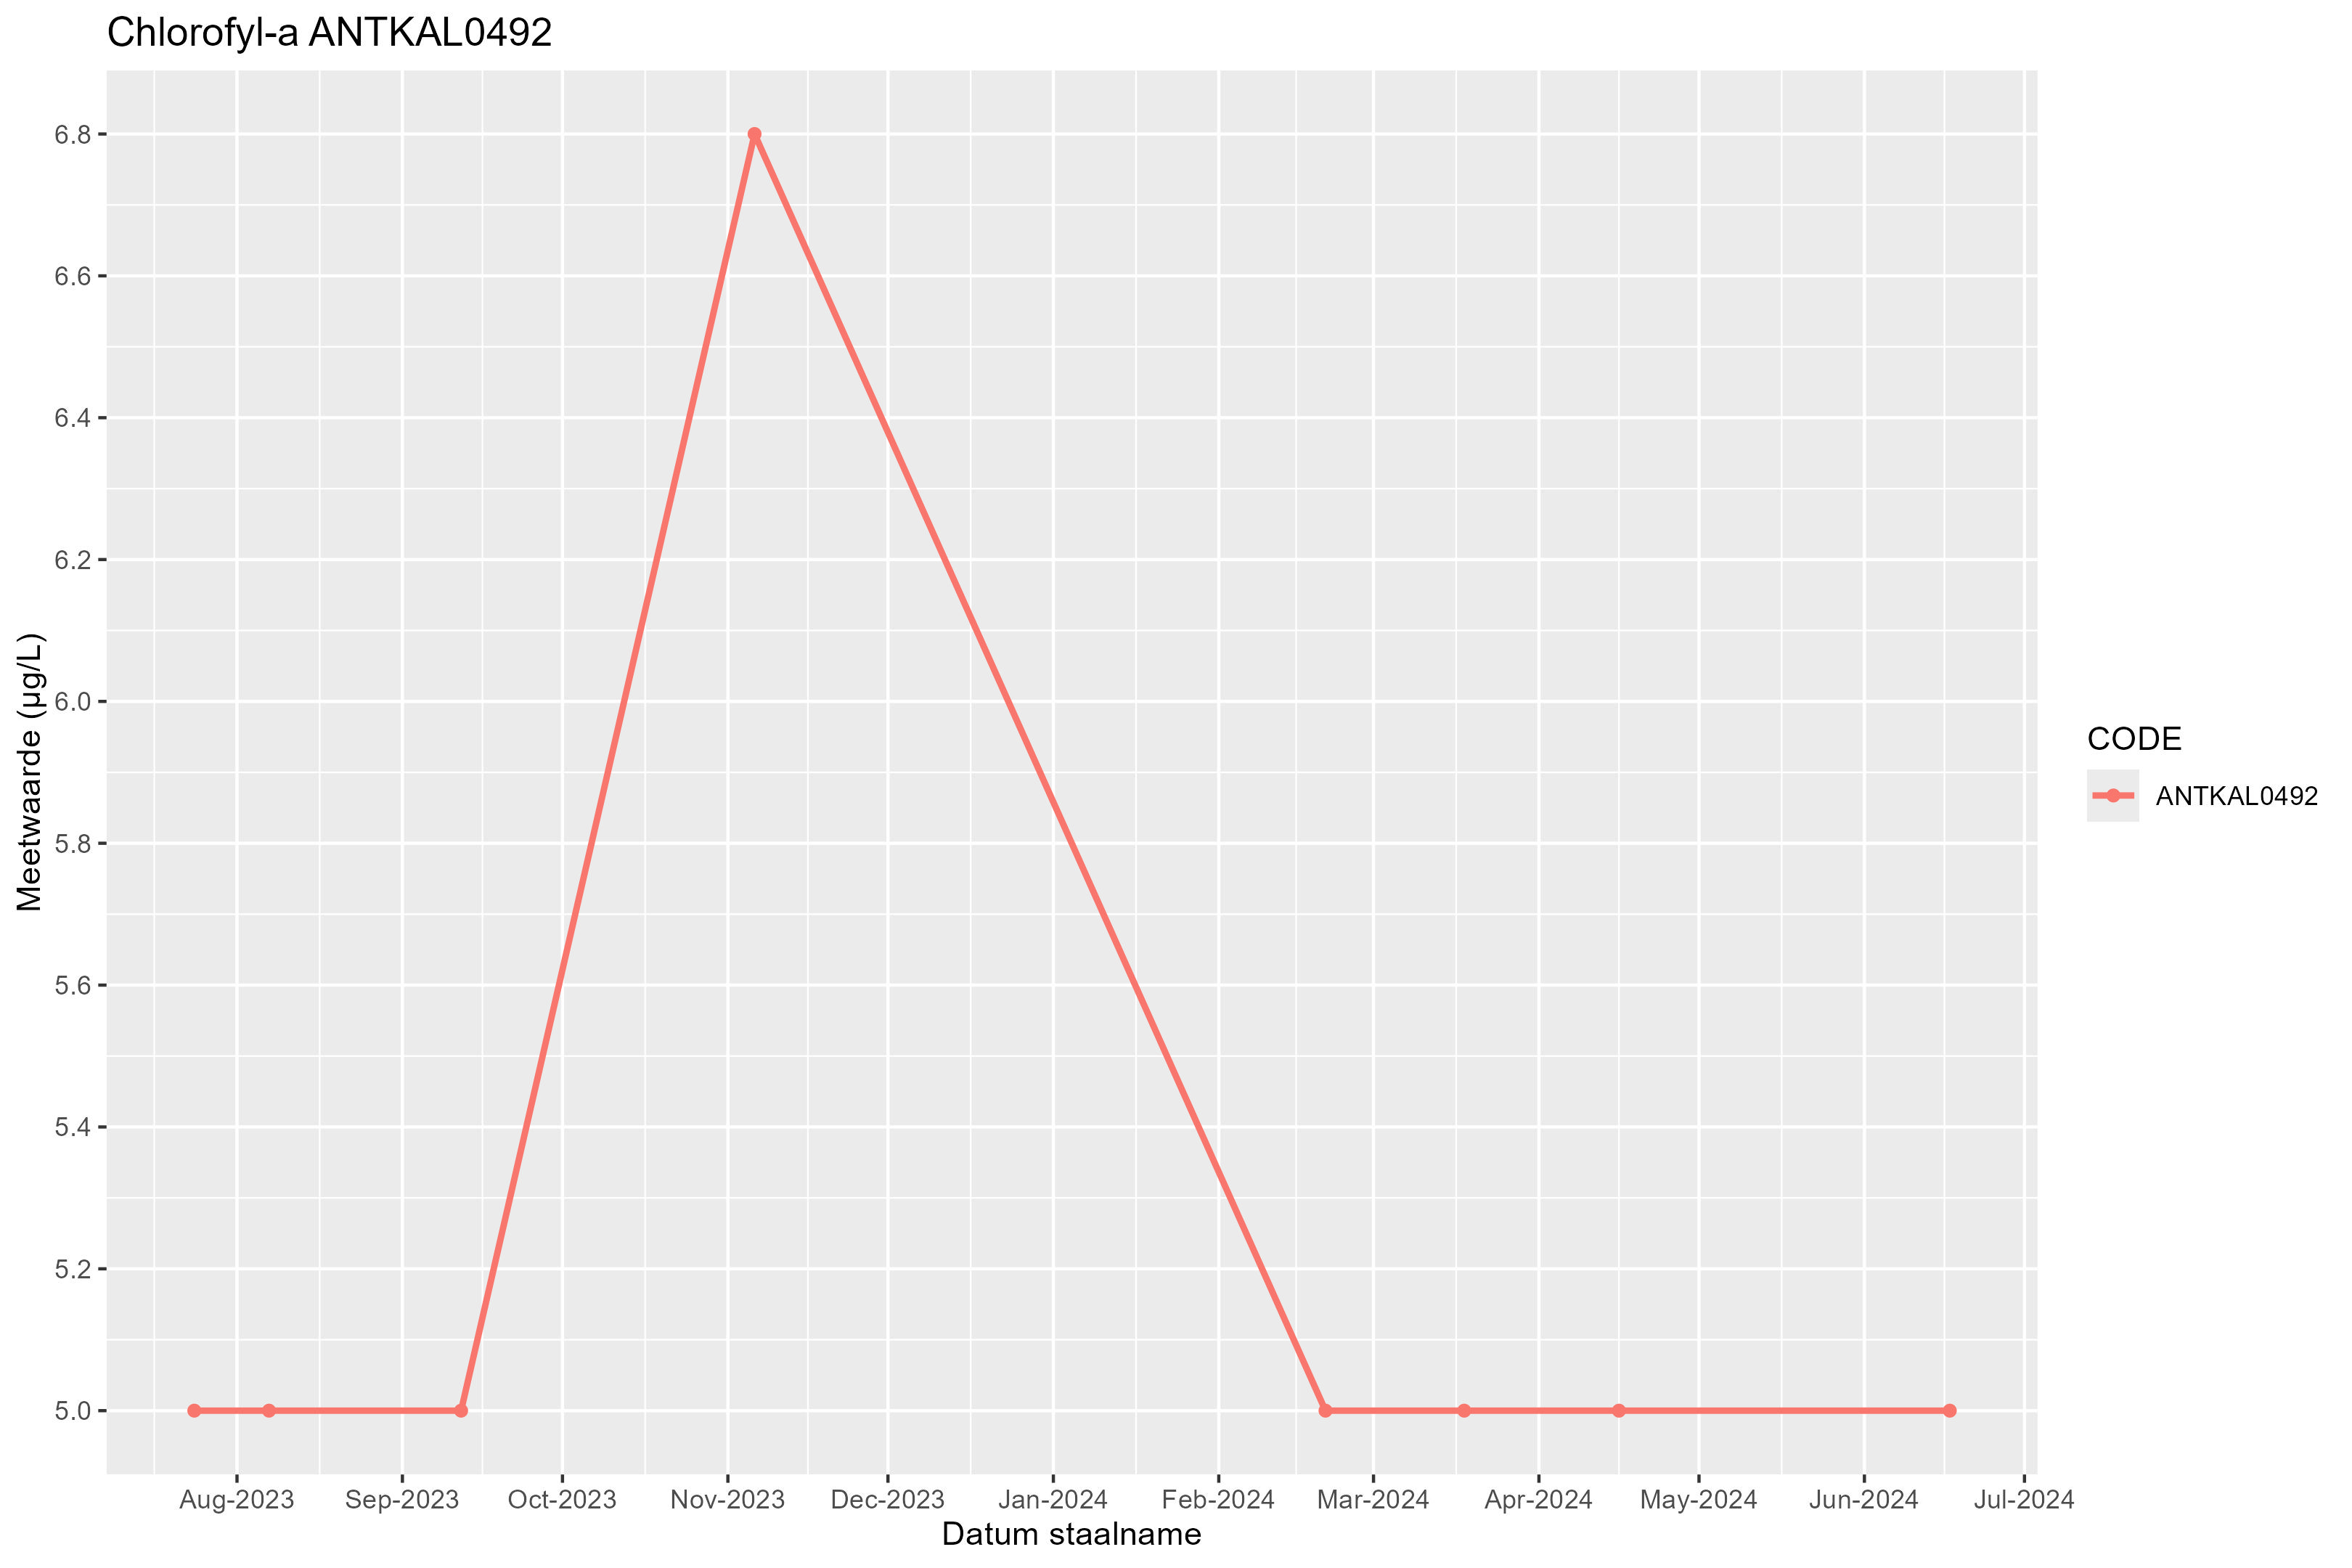 Chlorofyl-a ANTKAL0492
Meetwaarde (µg/L)
6.8
6.6
6.4
6.2
6.0
5.8
5.6
5.4
5.2
5.0
Aug-2023 Sep-2023 Oct-2023 Nov-2023 Dec-2023 Jan-2024 Feb-2024 Mar-2024 Apr-2024 May-2024 Jun-2024 Jul-2024
Datum staalname
CODE
ANTKAL0492